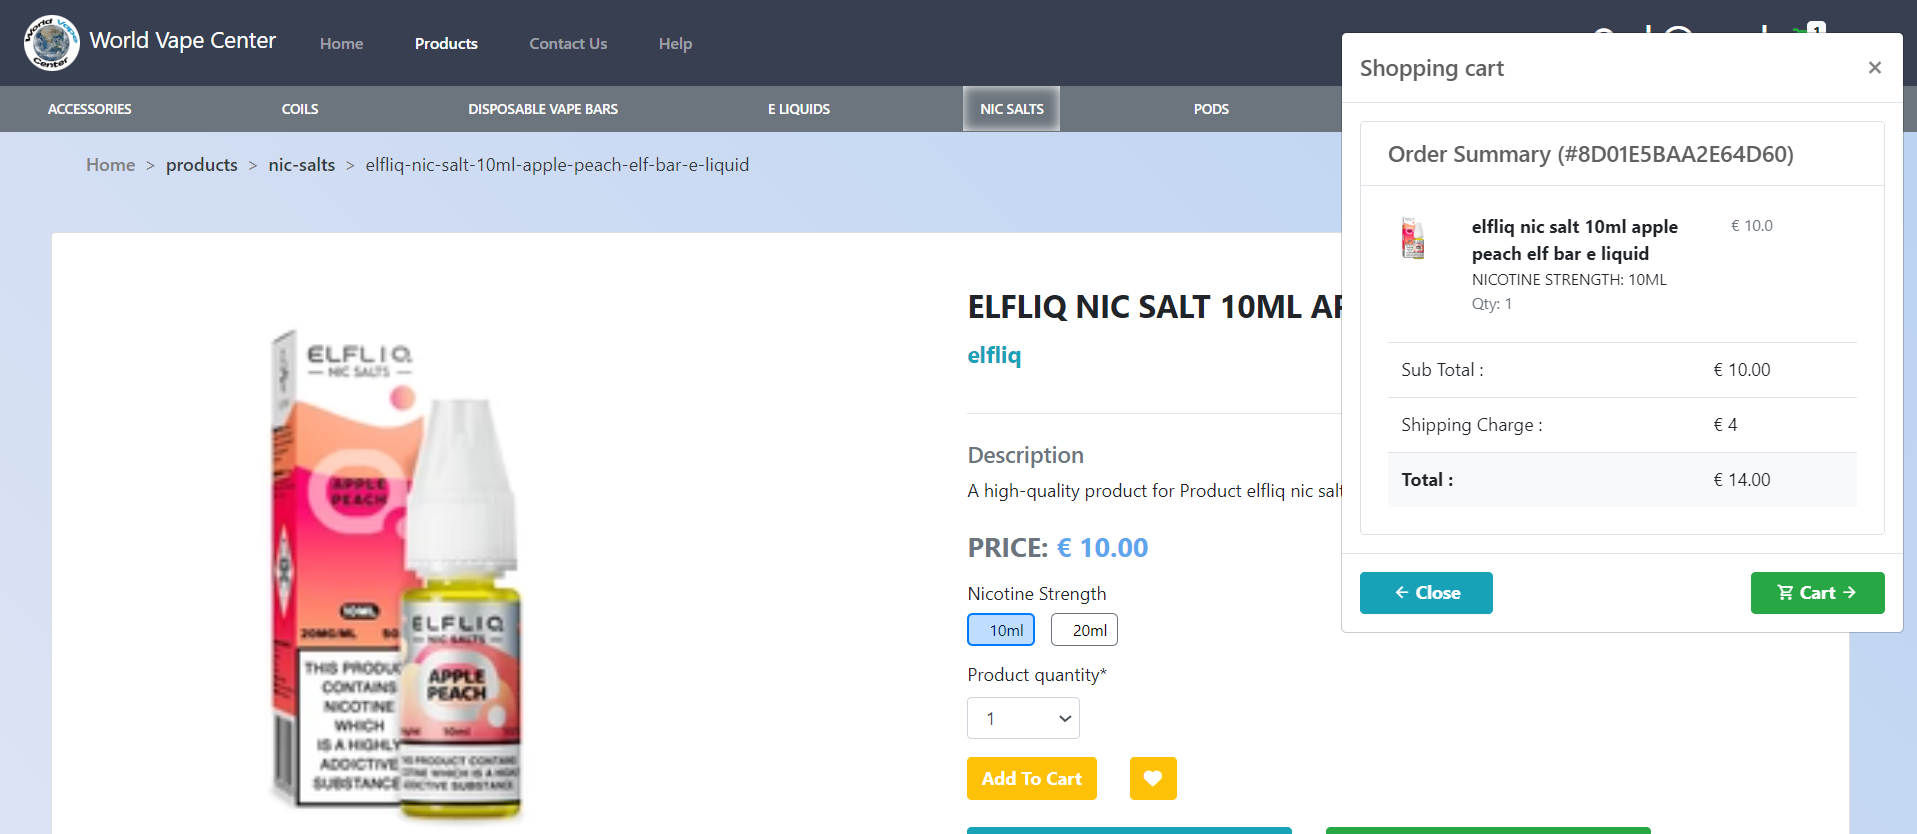 World Vape Center
World Vape Center
Home
Products
Contact Us
Help
1
Shopping cart
×
ACCESSORIES
COILS
DISPOSABLE VAPE BARS
E LIQUIDS
NIC SALTS
PODS
Home > products > nic-salts > elfliq-nic-salt-10ml-apple-peach-elf-bar-e-liquid
Order Summary (#8D01E5BAA2E64D60)
elfliq nic salt 10ml apple
peach elf bar e liquid
€ 10.0
NICOTINE STRENGTH: 10ML
Qty: 1
Sub Total : € 10.00
Shipping Charge : € 4
Total : € 14.00
← Close
Cart →
ELFLIQ NIC SALT 10ML
elfliq
Description
A high-quality product for Product elfliq nic salt
PRICE: € 10.00
Nicotine Strength
10ml
20ml
Product quantity*
1
Add To Cart
ELFLIQ
NIC SALTS
APPLE
PEACH
10ML
20MG/ML
THIS PRODUC
CONTAINS
NICOTINE
WHICH
IS A HIGHLY
ADDICTIVE
SUBSTANCE
ELFLIQ
NIC SALTS
APPLE
PEACH
10ml